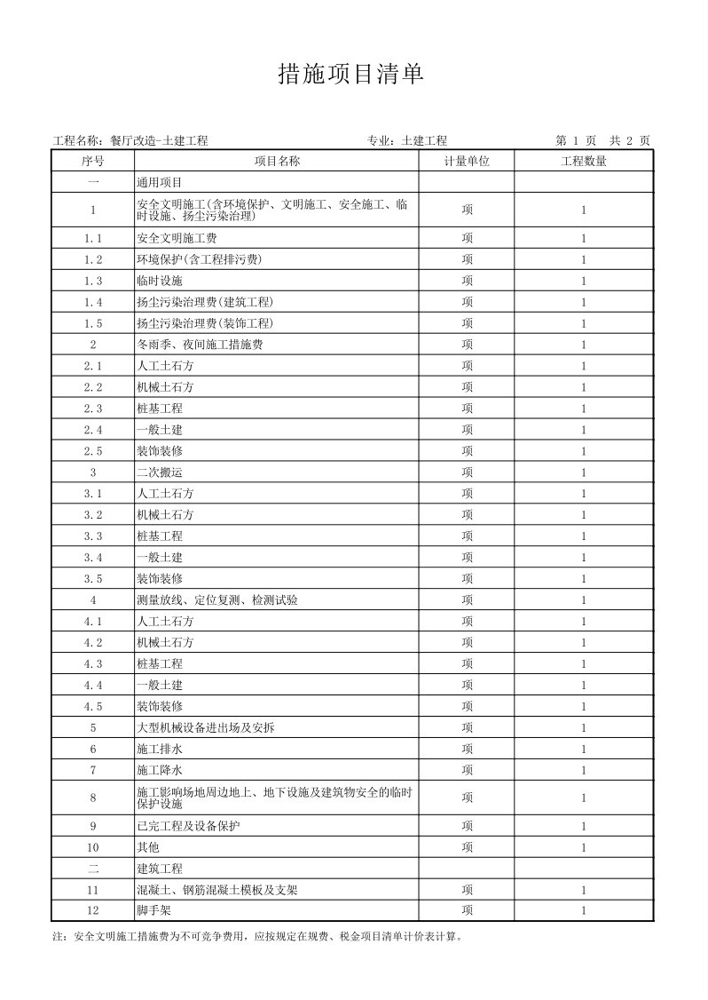 措施项目清单
工程名称：餐厅改造-土建工程 专业：土建工程 第 1 页 共 2 页
序号 项目名称 计量单位 工程数量
一 通用项目
1 安全文明施工(含环境保护、文明施工、安全施工、临 项 1
时设施、扬尘污染治理)
1.1 安全文明施工费 项 1
1.2 环境保护(含工程排污费) 项 1
1.3 临时设施 项 1
1.4 扬尘污染治理费(建筑工程) 项 1
1.5 扬尘污染治理费(装饰工程) 项 1
2 冬雨季、夜间施工措施费 项 1
2.1 人工土石方 项 1
2.2 机械土石方 项 1
2.3 桩基工程 项 1
2.4 一般土建 项 1
2.5 装饰装修 项 1
3 二次搬运 项 1
3.1 人工土石方 项 1
3.2 机械土石方 项 1
3.3 桩基工程 项 1
3.4 一般土建 项 1
3.5 装饰装修 项 1
4 测量放线、定位复测、检测试验 项 1
4.1 人工土石方 项 1
4.2 机械土石方 项 1
4.3 桩基工程 项 1
4.4 一般土建 项 1
4.5 装饰装修 项 1
5 大型机械设备进出场及安拆 项 1
6 施工排水 项 1
7 施工降水 项 1
8 施工影响场地周边地上、地下设施及建筑物安全的临时 项 1
保护设施
9 已完工程及设备保护 项 1
10 其他 项 1
二 建筑工程
11 混凝土、钢筋混凝土模板及支架 项 1
12 脚手架 项 1
注：安全文明施工措施费为不可竞争费用，应按规定在规费、税金项目清单计价表计算。